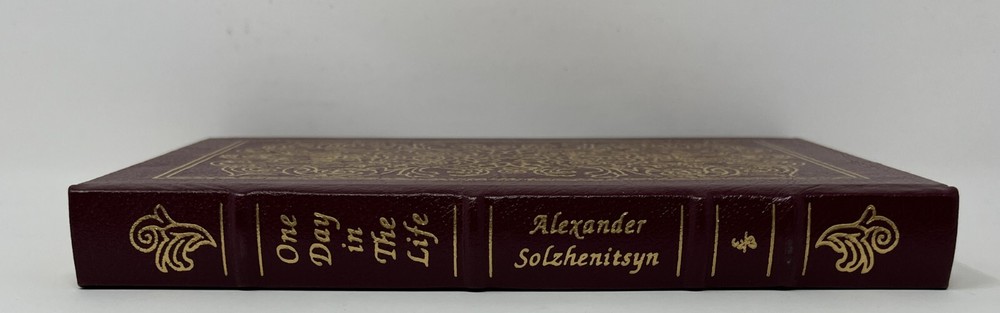 One
Day
in
The
Life
Alexander
Solzhenitsyn